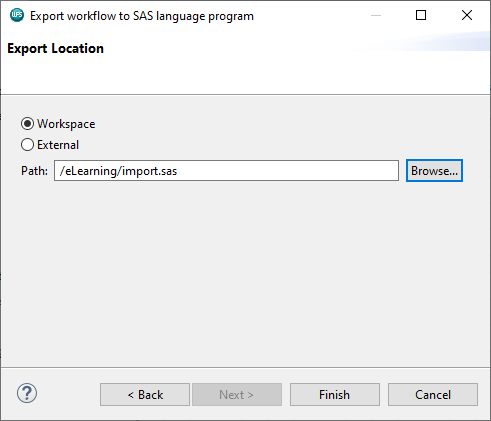 WPS Export workflow to SAS language program
Export Location
Workspace
External
Path: /eLearning/import.sas Browse...
? < Back Next > Finish Cancel